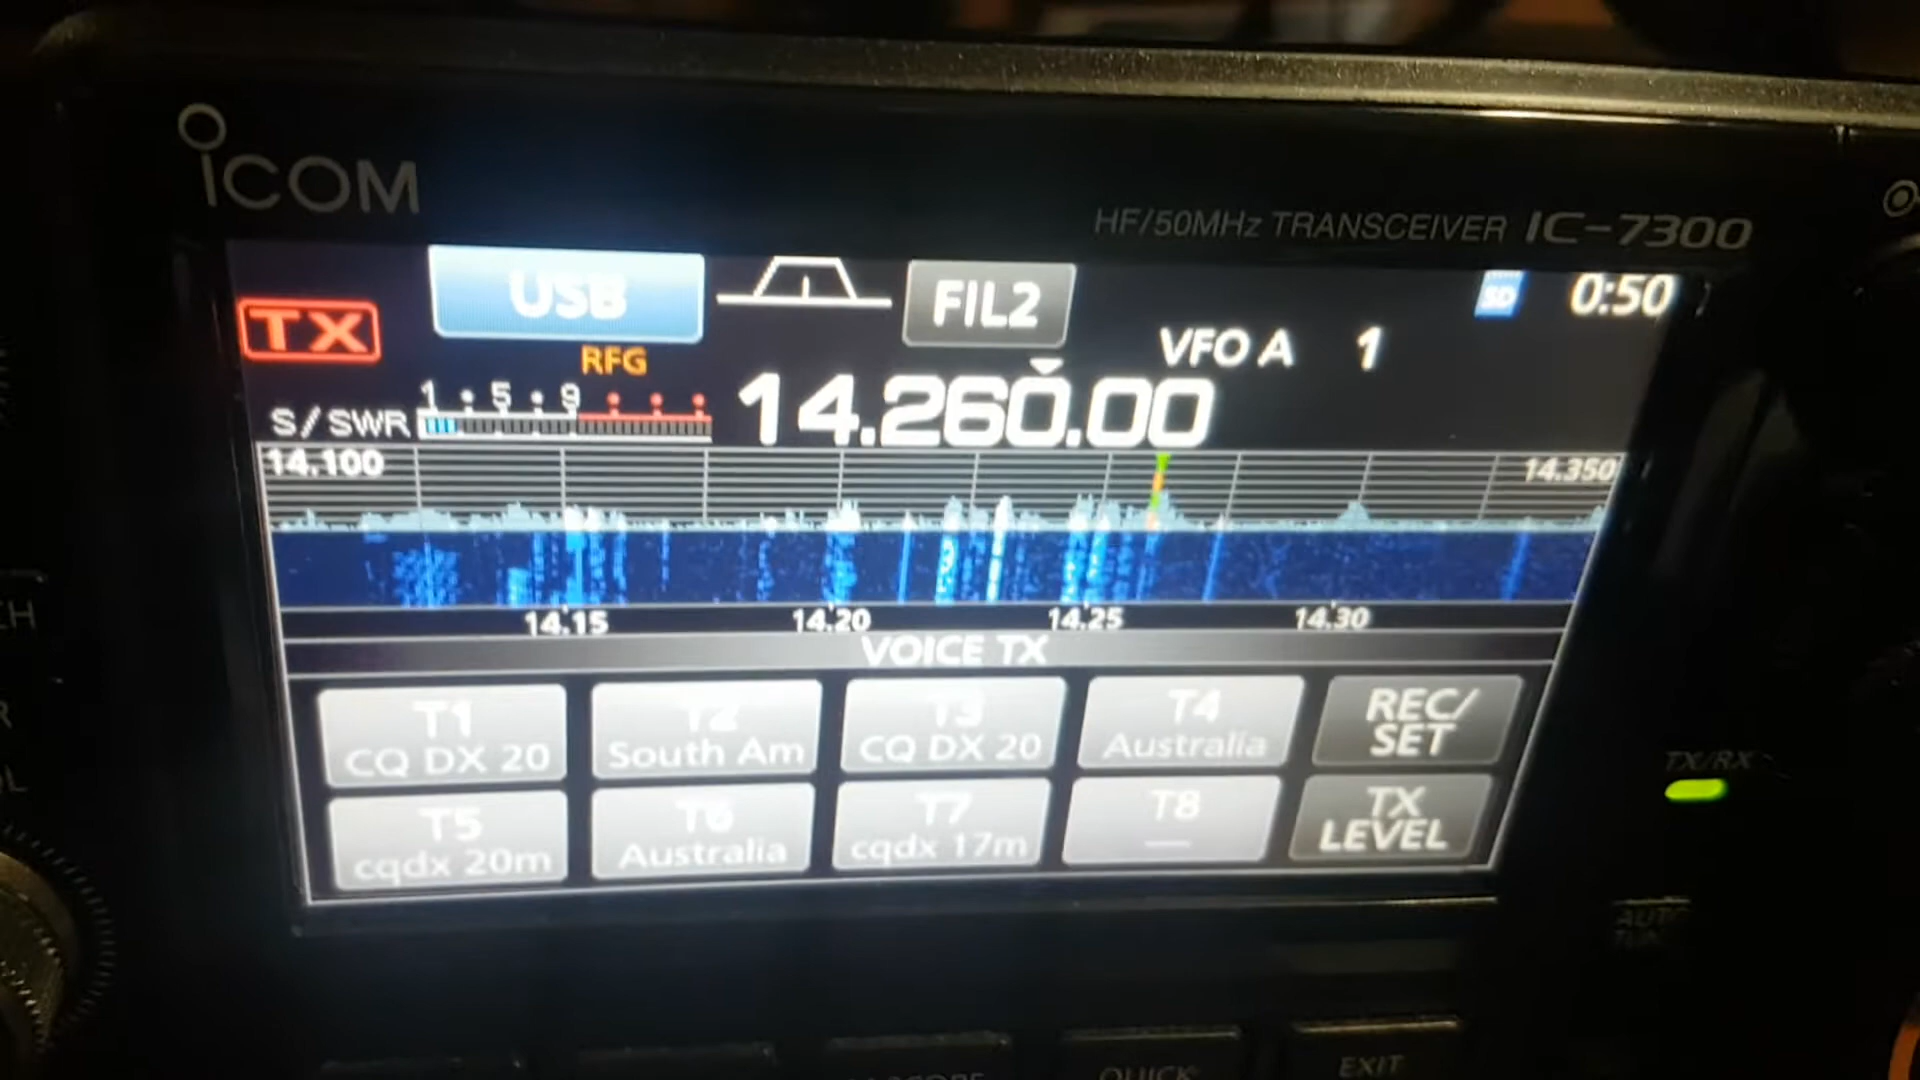 iCOM
HF/50MHz TRANSCEIVER IC-7300
USB
FIL2
SD
0:50
TX
RFG
VFO A 1
S/SWR
1 5 9
14.260.00
14.100
14.350
14.15 14.20 14.25 14.30
VOICE TX
T1
CQ DX 20
T2
South Am
T3
CQ DX 20
T4
Australia
REC/
SET
T5
cqdx 20m
T6
Australia
T7
cqdx 17m
T8
TX
LEVEL
TX/RX
QUICK
EXIT